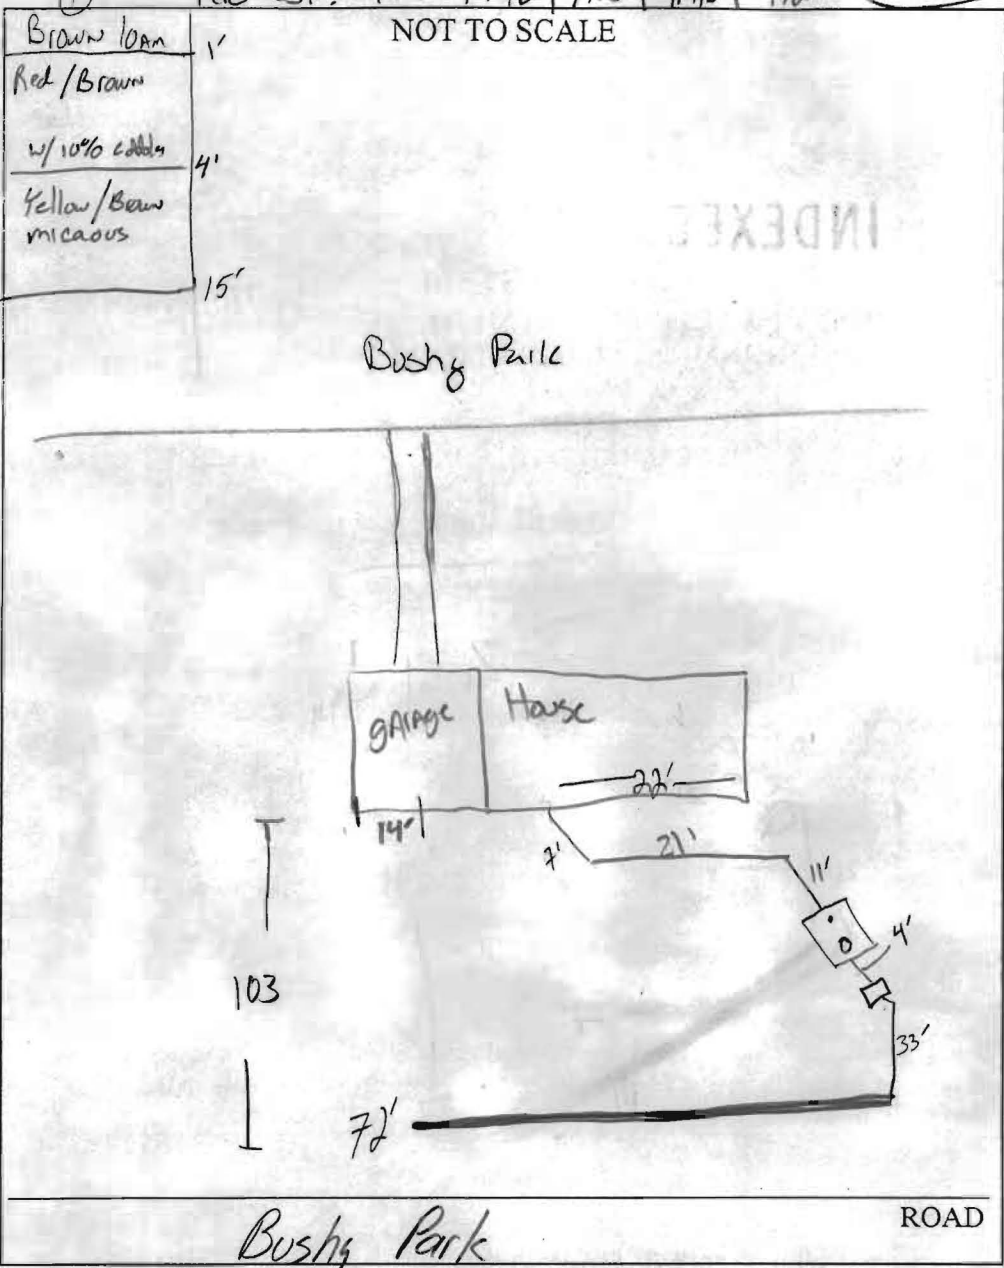 NOT TO SCALE
Brown loam 1'
Red/Brown
w/10% 4'
Yellow/Brown
micaous
15'
INDEXED
Bushy Park
garage House
22'
14'
7' 21' 11'
4'
103
33'
72'
ROAD
Bushy Park